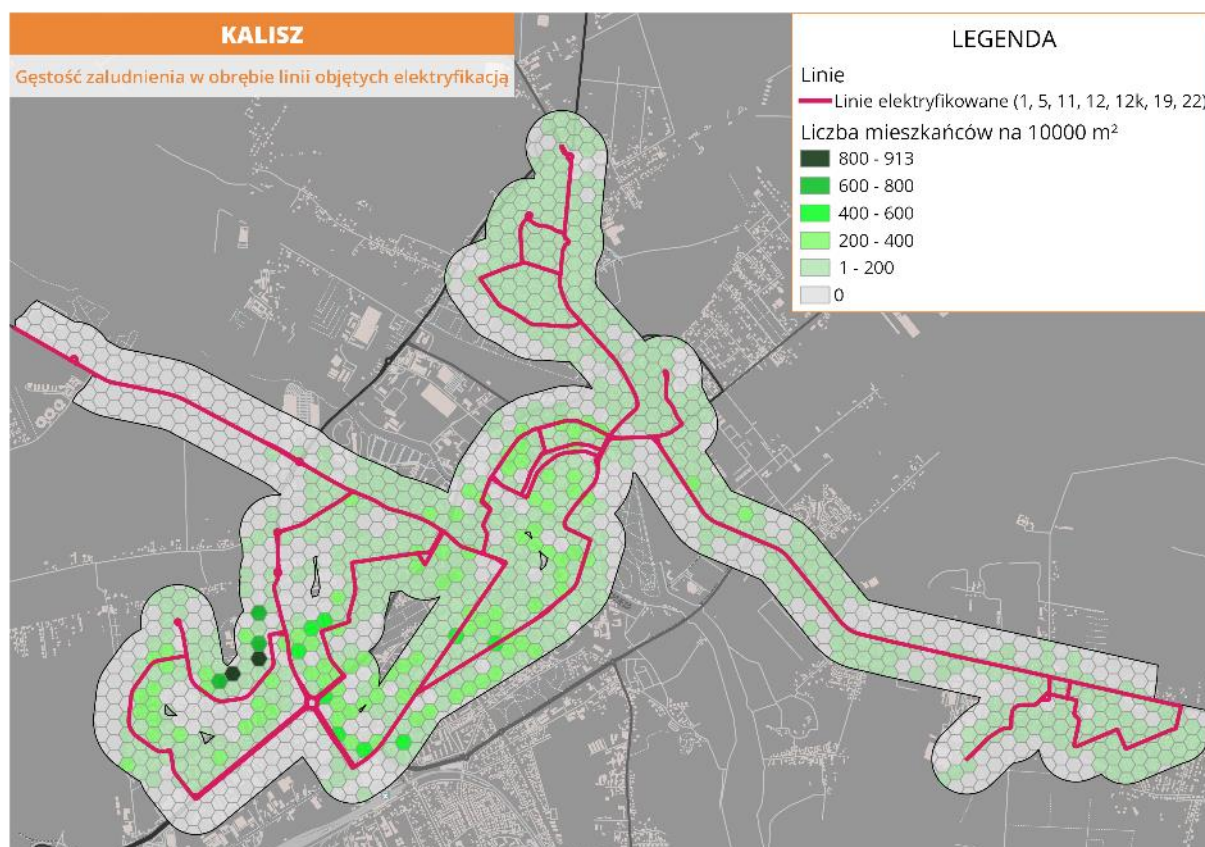 KALISZ
Gęstość zaludnienia w obrębie linii objętych elektryfikacją
LEGENDA
Linie
Linie elektryfikowane (1, 5, 11, 12, 12k, 19, 22)
Liczba mieszkańców na 10000 m²
800 - 913
600 - 800
400 - 600
200 - 400
1 - 200
0